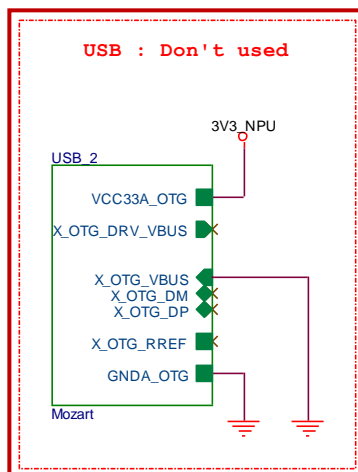 USB : Don't used
3V3_NPU
USB_2
VCC33A_OTG
X_OTG_DRV_VBUS
X_OTG_VBUS
X_OTG_DM
X_OTG_DP
X_OTG_RREF
GNDA_OTG
Mozart